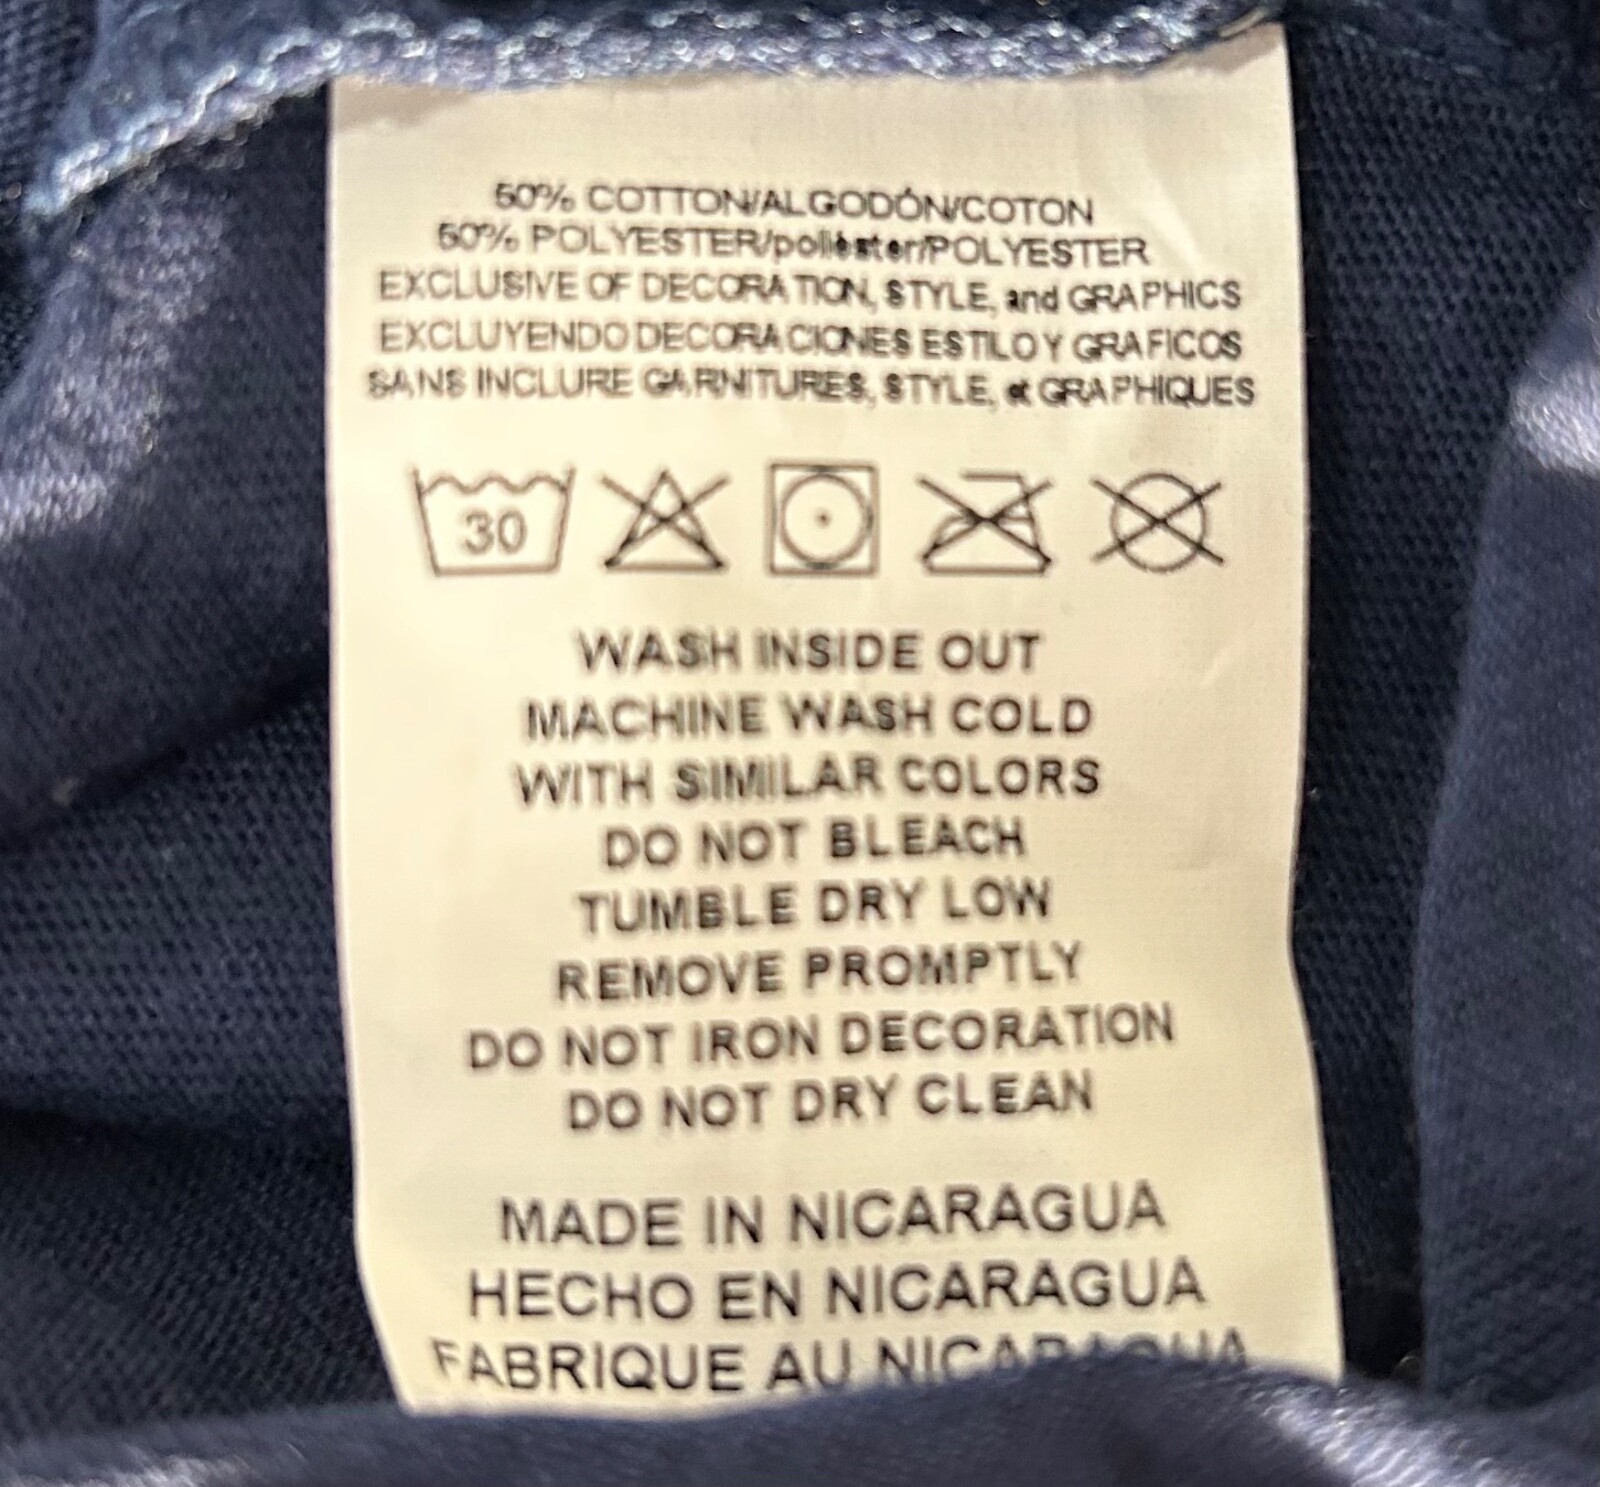 50% COTTON/ALGODÓN/COTON
50% POLYESTER/poliéster/POLYESTER
EXCLUSIVE OF DECORATION, STYLE, and GRAPHICS
EXCLUYENDO DECORACIONES ESTILO Y GRAFICOS
SANS INCLURE GARNITURES, STYLE, et GRAPHIQUES
30
WASH INSIDE OUT
MACHINE WASH COLD
WITH SIMILAR COLORS
DO NOT BLEACH
TUMBLE DRY LOW
REMOVE PROMPTLY
DO NOT IRON DECORATION
DO NOT DRY CLEAN
MADE IN NICARAGUA
HECHO EN NICARAGUA
FABRIQUE AU NICARAGUA